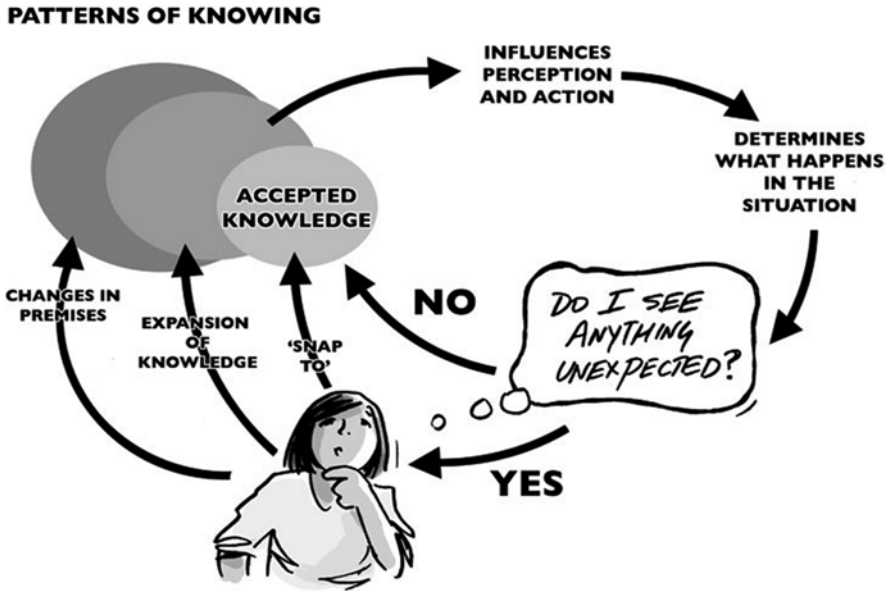 PATTERNS OF KNOWING
INFLUENCES
PERCEPTION
AND ACTION
DETERMINES
WHAT HAPPENS
IN THE
SITUATION
ACCEPTED
KNOWLEDGE
CHANGES IN
PREMISES
EXPANSION
OF
KNOWLEDGE
‘SNAP
TO’
NO
DO I SEE
ANYTHING
UNEXPECTED?
YES